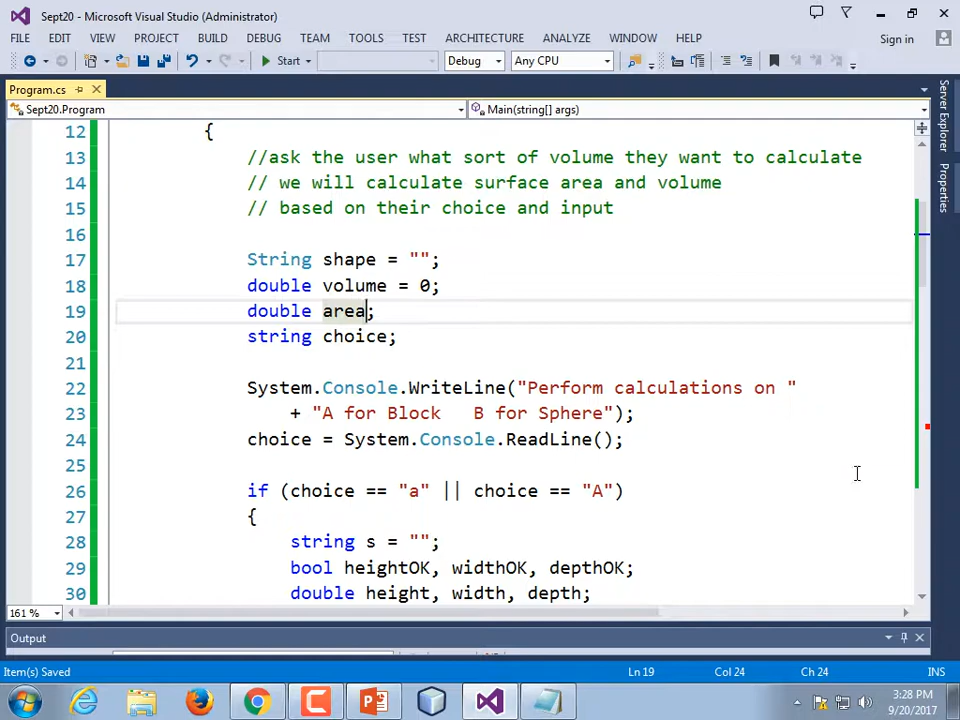 Sept20 - Microsoft Visual Studio (Administrator)
FILE EDIT VIEW PROJECT BUILD DEBUG TEAM TOOLS TEST ARCHITECTURE ANALYZE WINDOW HELP Sign in
Start Debug Any CPU
Program.cs
Sept20.Program Main(string[] args)
12 {
13 //ask the user what sort of volume they want to calculate
14 // we will calculate surface area and volume
15 // based on their choice and input
16
17 String shape = "";
18 double volume = 0;
19 double area;
20 string choice;
21
22 System.Console.WriteLine("Perform calculations on "
23 + "A for Block   B for Sphere");
24 choice = System.Console.ReadLine();
25
26 if (choice == "a" || choice == "A")
27 {
28 string s = "";
29 bool heightOK, widthOK, depthOK;
30 double height, width, depth;
161 %
Server Explorer
Properties
Output
Item(s) Saved Ln 19 Col 24 Ch 24 INS
3:28 PM
9/20/2017